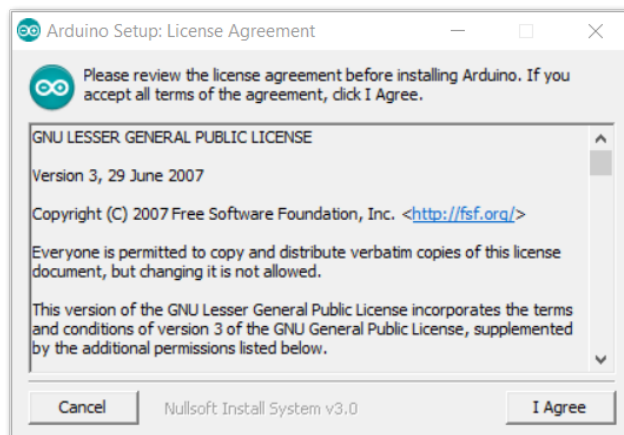 Arduino Setup: License Agreement
Please review the license agreement before installing Arduino. If you
accept all terms of the agreement, click I Agree.
GNU LESSER GENERAL PUBLIC LICENSE
Version 3, 29 June 2007
Copyright (C) 2007 Free Software Foundation, Inc. <http://fsf.org/>
Everyone is permitted to copy and distribute verbatim copies of this license
document, but changing it is not allowed.
This version of the GNU Lesser General Public License incorporates the terms
and conditions of version 3 of the GNU General Public License, supplemented
by the additional permissions listed below.
Cancel
Nullsoft Install System v3.0
I Agree